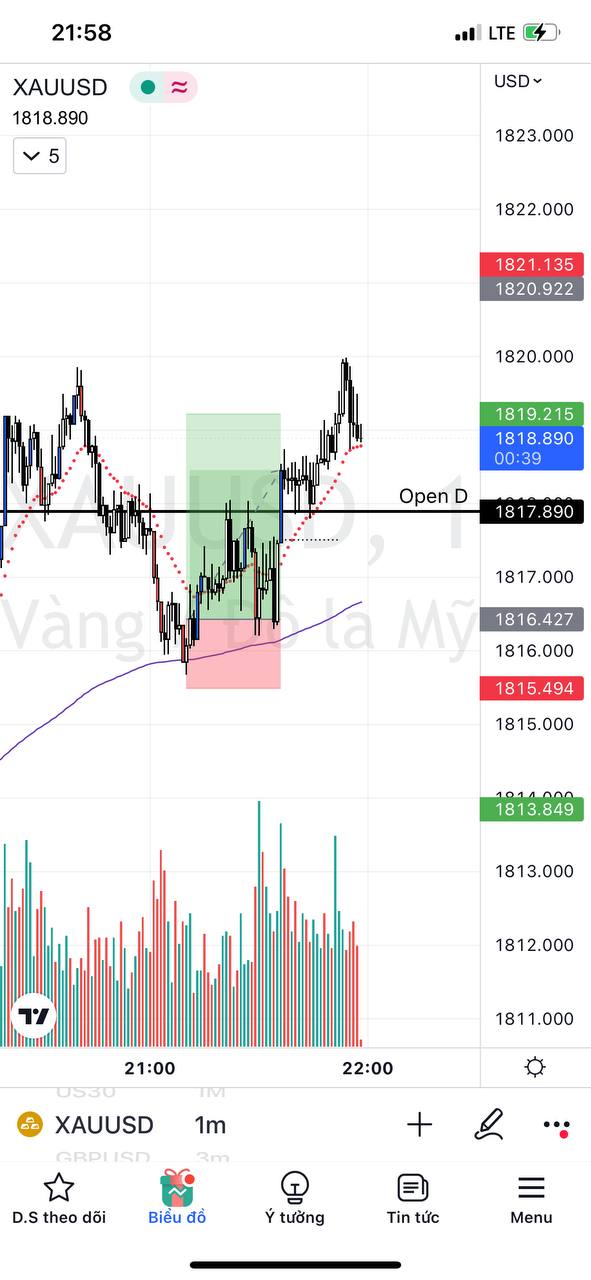 21:58
LTE
XAUUSD
USD
1818.890
5
1823.000
1822.000
1821.135
1820.922
1820.000
1819.215
1818.890
00:39
Open D
1817.890
XAUUSD, 1
1817.000
1816.427
Vàng Đô la Mỹ
1816.000
1815.494
1815.000
1813.849
1813.000
1812.000
1811.000
21:00
22:00
US30 1M
XAUUSD 1m
GBPUSD 3m
D.S theo dõi
Biểu đồ
Ý tưởng
Tin tức
Menu